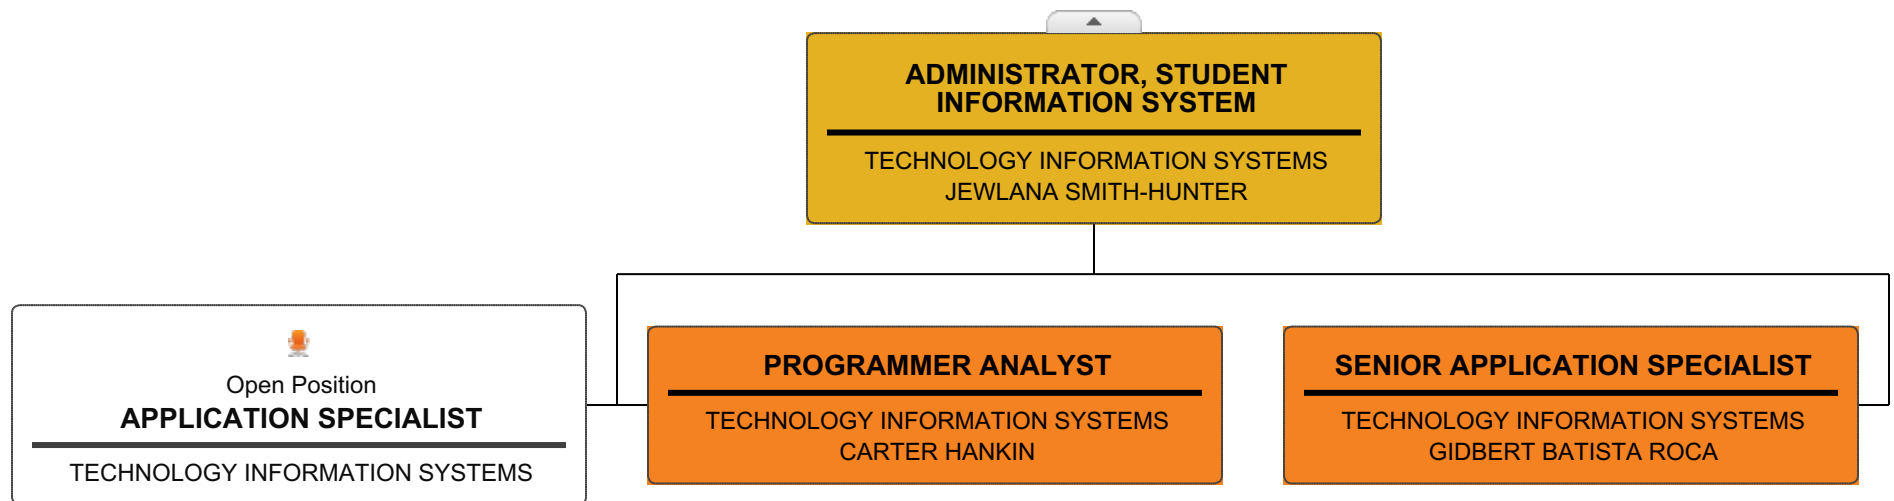 ADMINISTRATOR, STUDENT
INFORMATION SYSTEM
TECHNOLOGY INFORMATION SYSTEMS
JEWLANA SMITH-HUNTER
Open Position
APPLICATION SPECIALIST
TECHNOLOGY INFORMATION SYSTEMS
PROGRAMMER ANALYST
TECHNOLOGY INFORMATION SYSTEMS
CARTER HANKIN
SENIOR APPLICATION SPECIALIST
TECHNOLOGY INFORMATION SYSTEMS
GIDBERT BATISTA ROCA